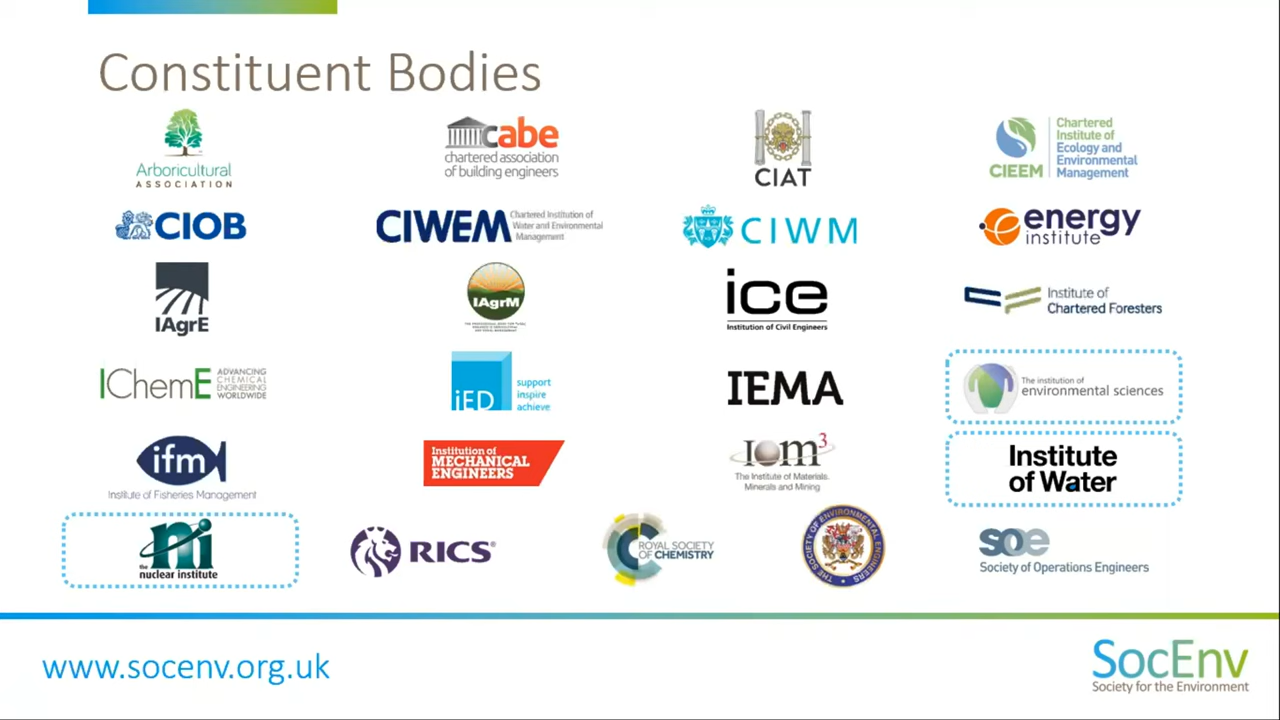 Constituent Bodies
Arboricultural
ASSOCIATION
cabe
chartered association
of building engineers
CIAT
CIEEM
Chartered
Institute of
Ecology and
Environmental
Management
CIOB
CIWEM
Chartered Institution of
Water and Environmental
Management
CIWM
energy
institute
IAgrE
IAgrM
ice
Institution of Civil Engineers
Institute of
Chartered Foresters
IChemE
ADVANCING
CHEMICAL
ENGINEERING
WORLDWIDE
iED
support
inspire
achieve
IEMA
The institution of
environmental sciences
ifm
Institute of Fisheries Management
Institution of
MECHANICAL
ENGINEERS
IOM3
The Institute of Materials,
Minerals and Mining
Institute
of Water
ni
the
nuclear institute
RICS®
ROYAL SOCIETY
OF CHEMISTRY
THE SOCIETY OF ENVIRONMENTAL ENGINEERS
soe
Society of Operations Engineers
www.socenv.org.uk
SocEnv
Society for the Environment